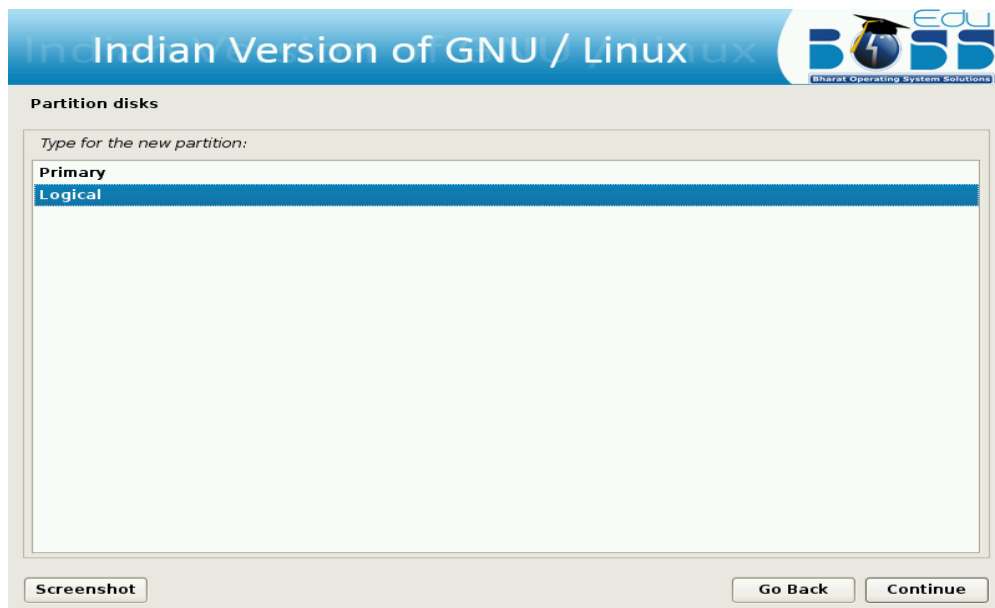 Indian Version of GNU / Linux
Edu
BOSS
Bharat Operating System Solutions
Partition disks
Type for the new partition:
Primary
Logical
Screenshot
Go Back
Continue